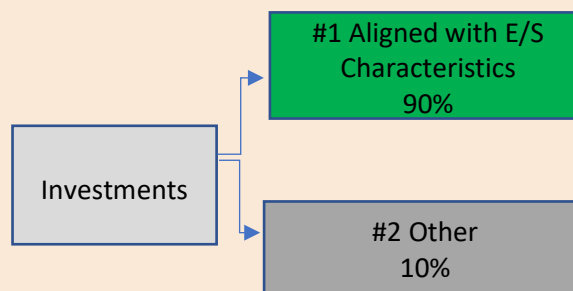 #1 Aligned with E/S
Characteristics
90%
Investments
#2 Other
10%